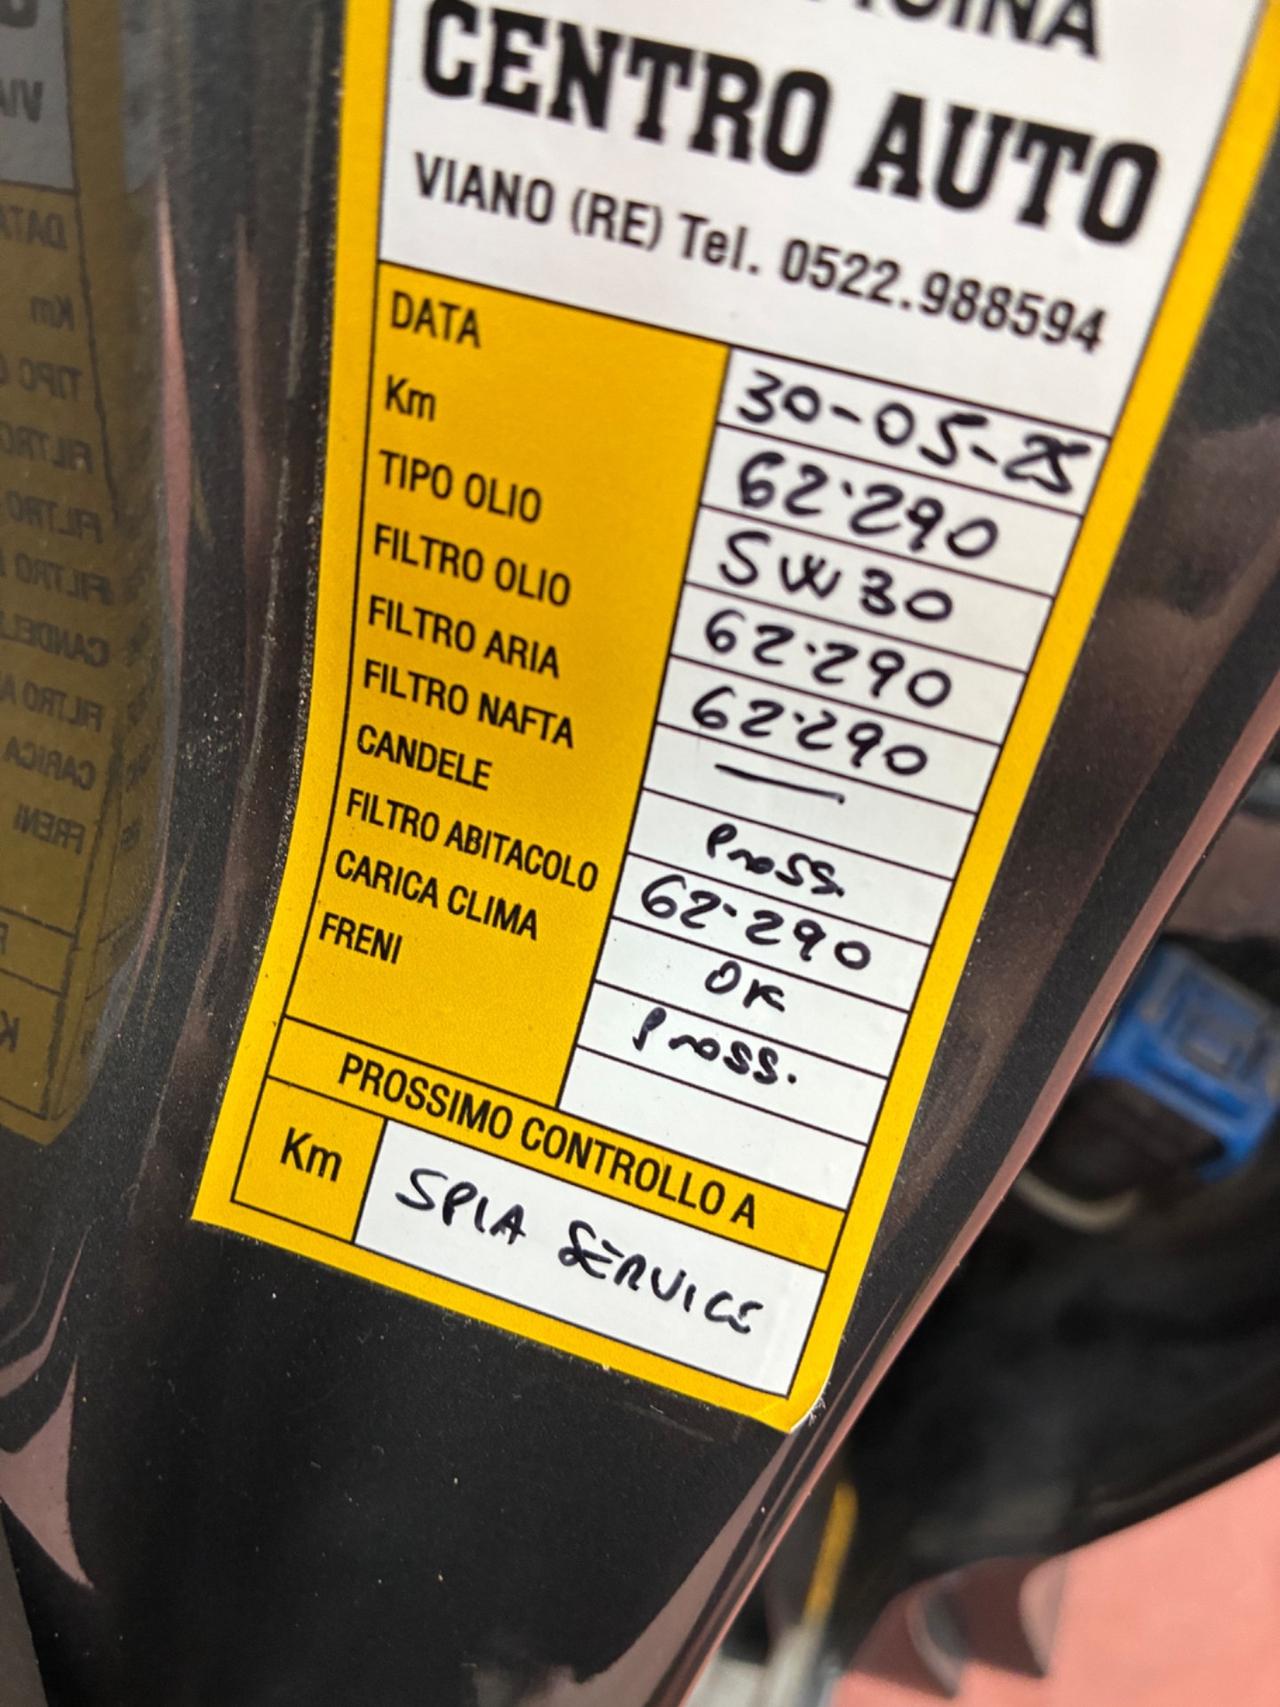 CENTRO AUTO
VIANO (RE) Tel. 0522.988594
DATA 30-05-25
Km 62.290
TIPO OLIO 5W30
FILTRO OLIO 62.290
FILTRO ARIA 62.290
FILTRO NAFTA —
CANDELE Pross.
FILTRO ABITACOLO 62.290
CARICA CLIMA OK
FRENI Pross.
PROSSIMO CONTROLLO A
Km SPIA SERVICE